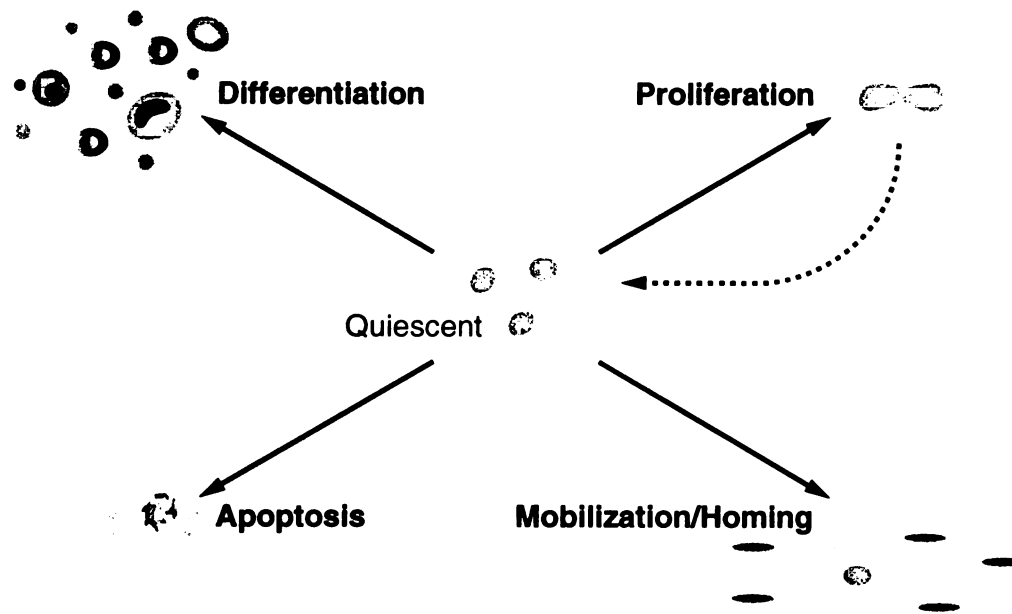 Differentiation
Proliferation
Quiescent
Apoptosis
Mobilization/Homing